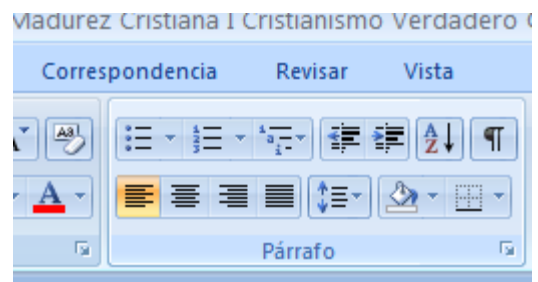 Madurez Cristiana I Cristianismo Verdadero
Correspondencia Revisar Vista
Párrafo